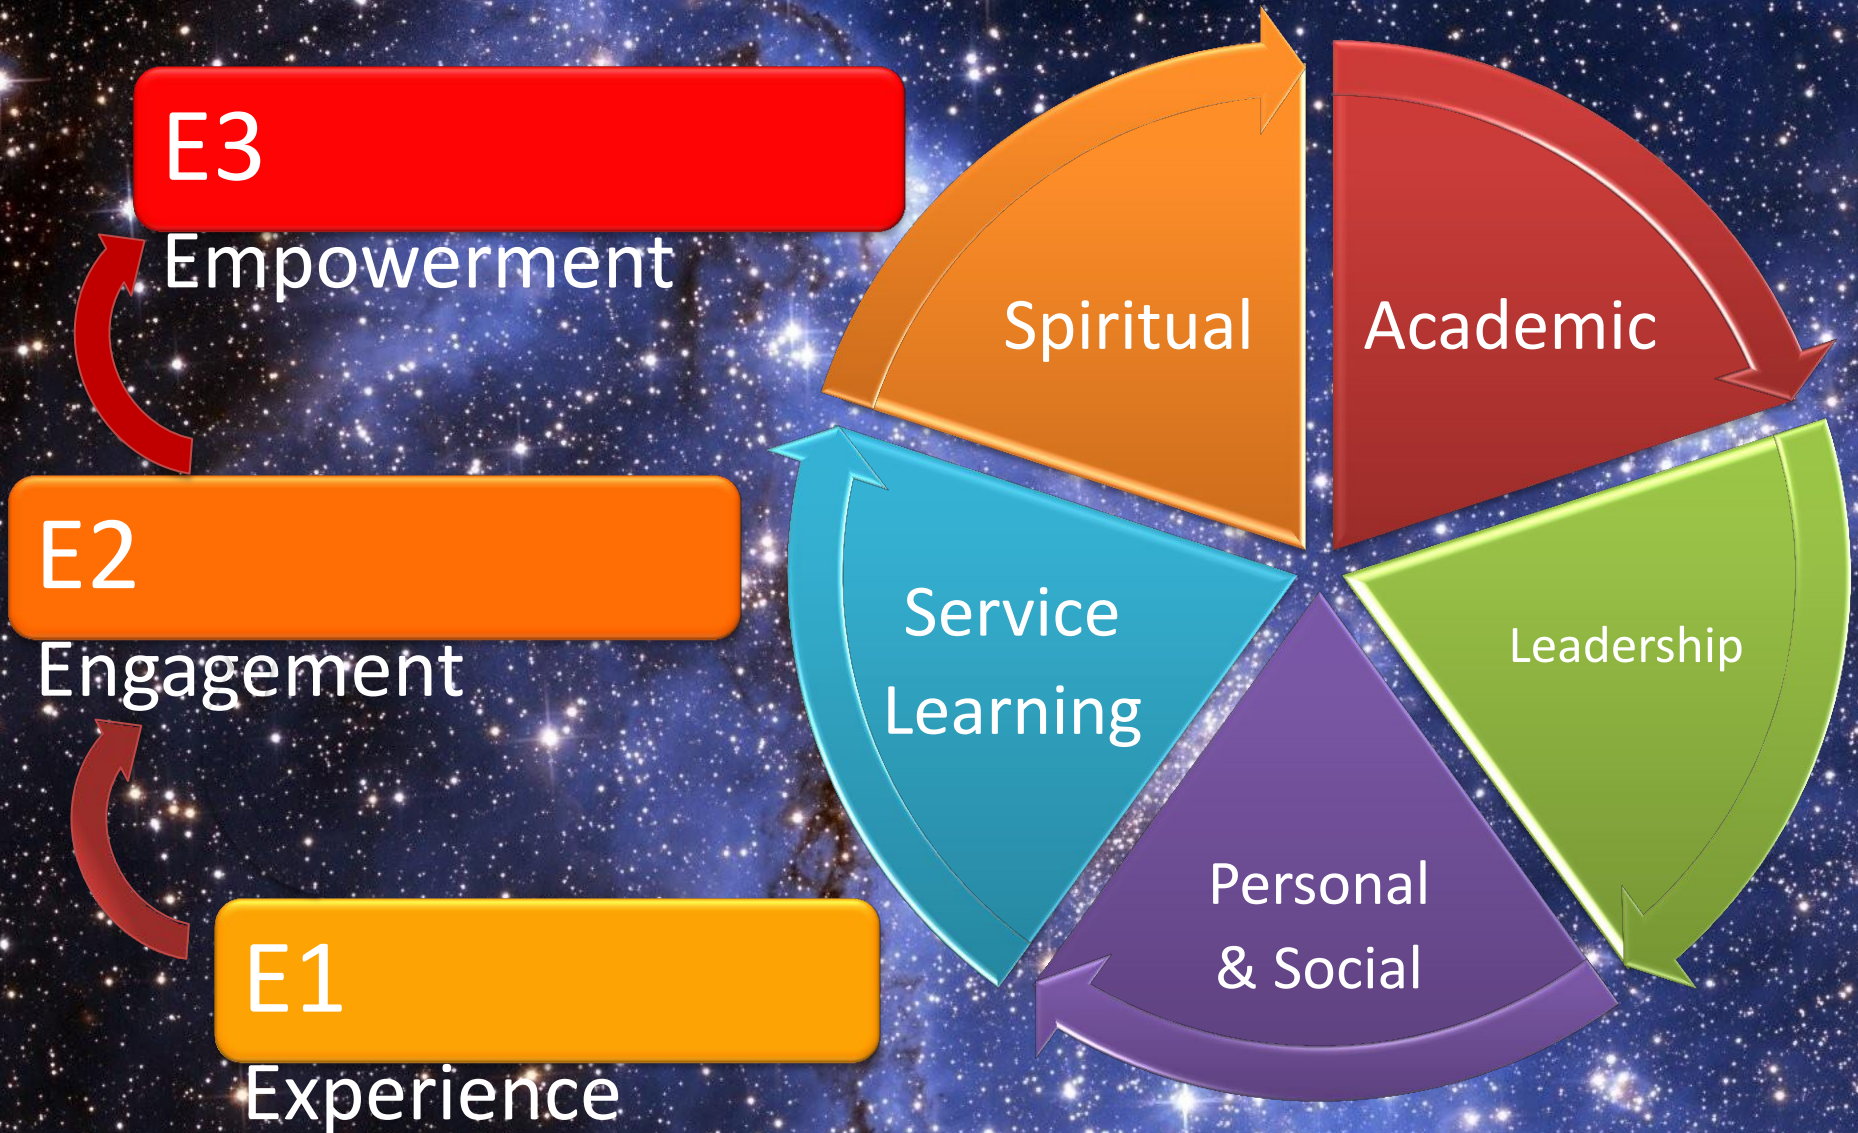 E3
Empowerment
E2
Engagement
E1
Experience
Spiritual
Academic
Service
Learning
Leadership
Personal
& Social